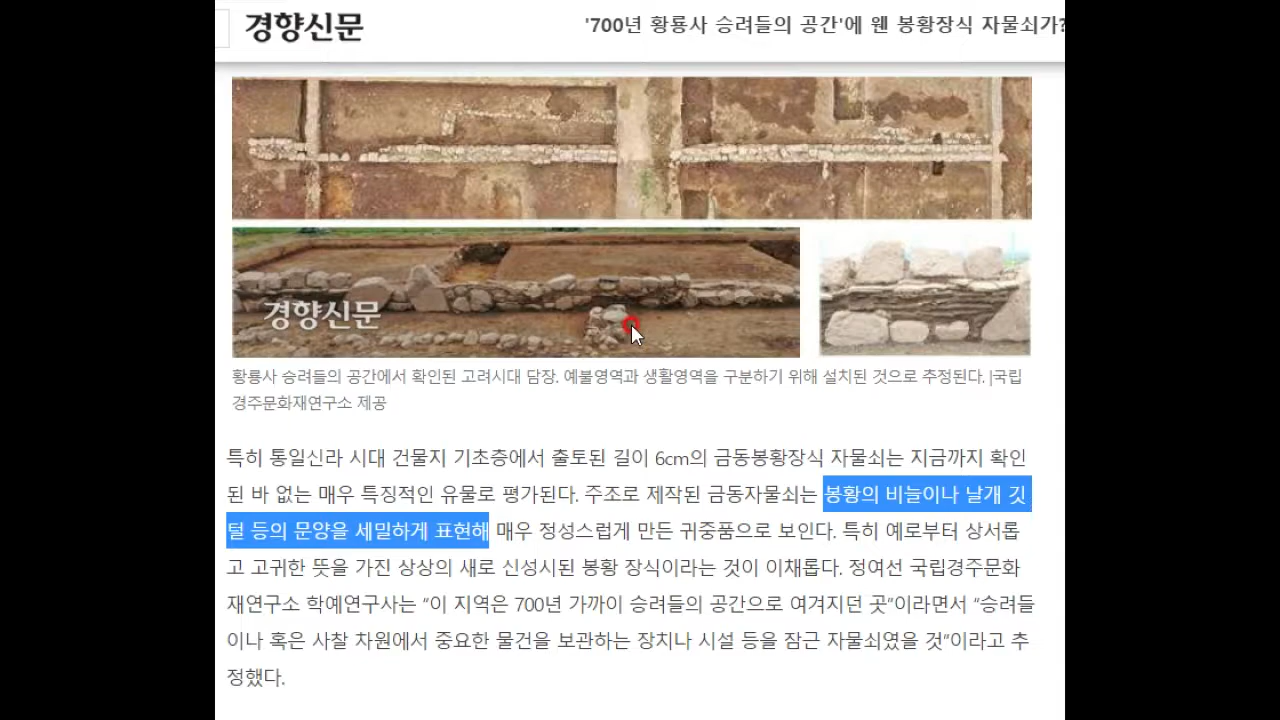 경향신문
'700년 황룡사 승려들의 공간'에 웬 봉황장식 자물쇠가?
경향신문
황룡사 승려들의 공간에서 확인된 고려시대 담장. 예불영역과 생활영역을 구분하기 위해 설치된 것으로 추정된다. |국립
경주문화재연구소 제공
특히 통일신라 시대 건물지 기초층에서 출토된 길이 6cm의 금동봉황장식 자물쇠는 지금까지 확인
된 바 없는 매우 특징적인 유물로 평가된다. 주조로 제작된 금동자물쇠는 봉황의 비늘이나 날개 깃
털 등의 문양을 세밀하게 표현해 매우 정성스럽게 만든 귀중품으로 보인다. 특히 예로부터 상서롭
고 고귀한 뜻을 가진 상상의 새로 신성시된 봉황 장식이라는 것이 이채롭다. 정여선 국립경주문화
재연구소 학예연구사는 “이 지역은 700년 가까이 승려들의 공간으로 여겨지던 곳”이라면서 “승려들
이나 혹은 사찰 차원에서 중요한 물건을 보관하는 장치나 시설 등을 잠근 자물쇠였을 것”이라고 추
정했다.